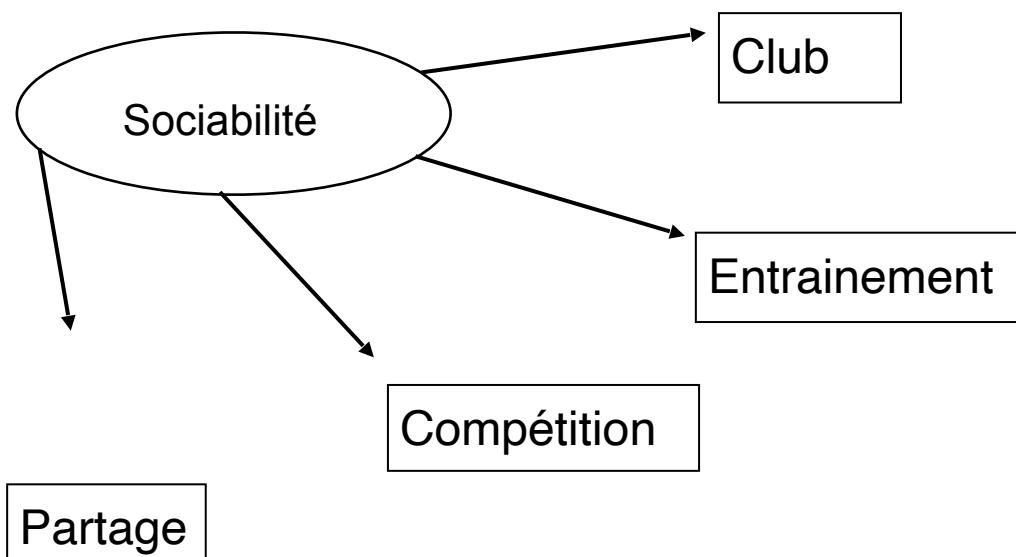 Club
Sociabilité
Entrainement
Compétition
Partage